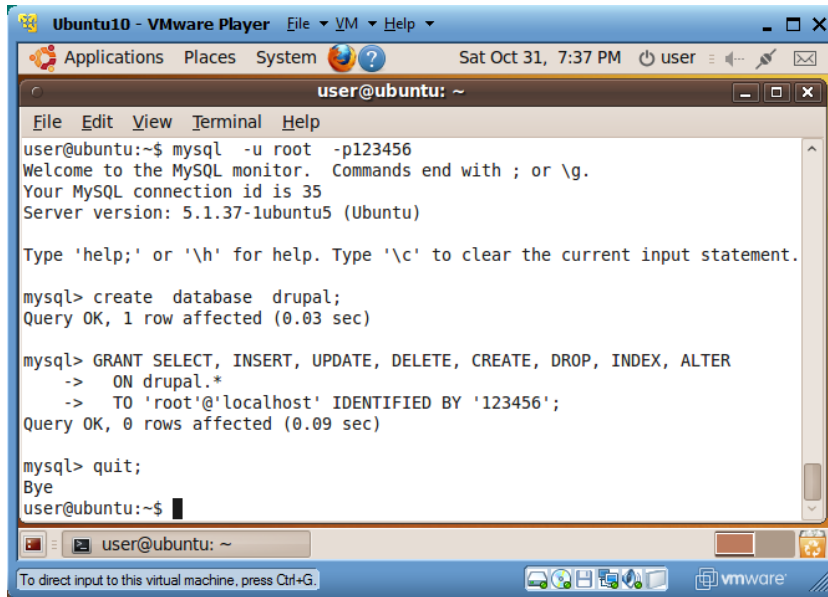 Ubuntu10 - VMware Player File VM Help
Applications Places System Sat Oct 31, 7:37 PM user
user@ubuntu: ~
File Edit View Terminal Help
user@ubuntu:~$ mysql  -u root  -p123456
Welcome to the MySQL monitor.  Commands end with ; or \g.
Your MySQL connection id is 35
Server version: 5.1.37-1ubuntu5 (Ubuntu)
Type 'help;' or '\h' for help. Type '\c' to clear the current input statement.
mysql> create  database  drupal;
Query OK, 1 row affected (0.03 sec)
mysql> GRANT SELECT, INSERT, UPDATE, DELETE, CREATE, DROP, INDEX, ALTER
    ->   ON drupal.*
    ->   TO 'root'@'localhost' IDENTIFIED BY '123456';
Query OK, 0 rows affected (0.09 sec)
mysql> quit;
Bye
user@ubuntu:~$
user@ubuntu: ~
To direct input to this virtual machine, press Ctrl+G. vmware